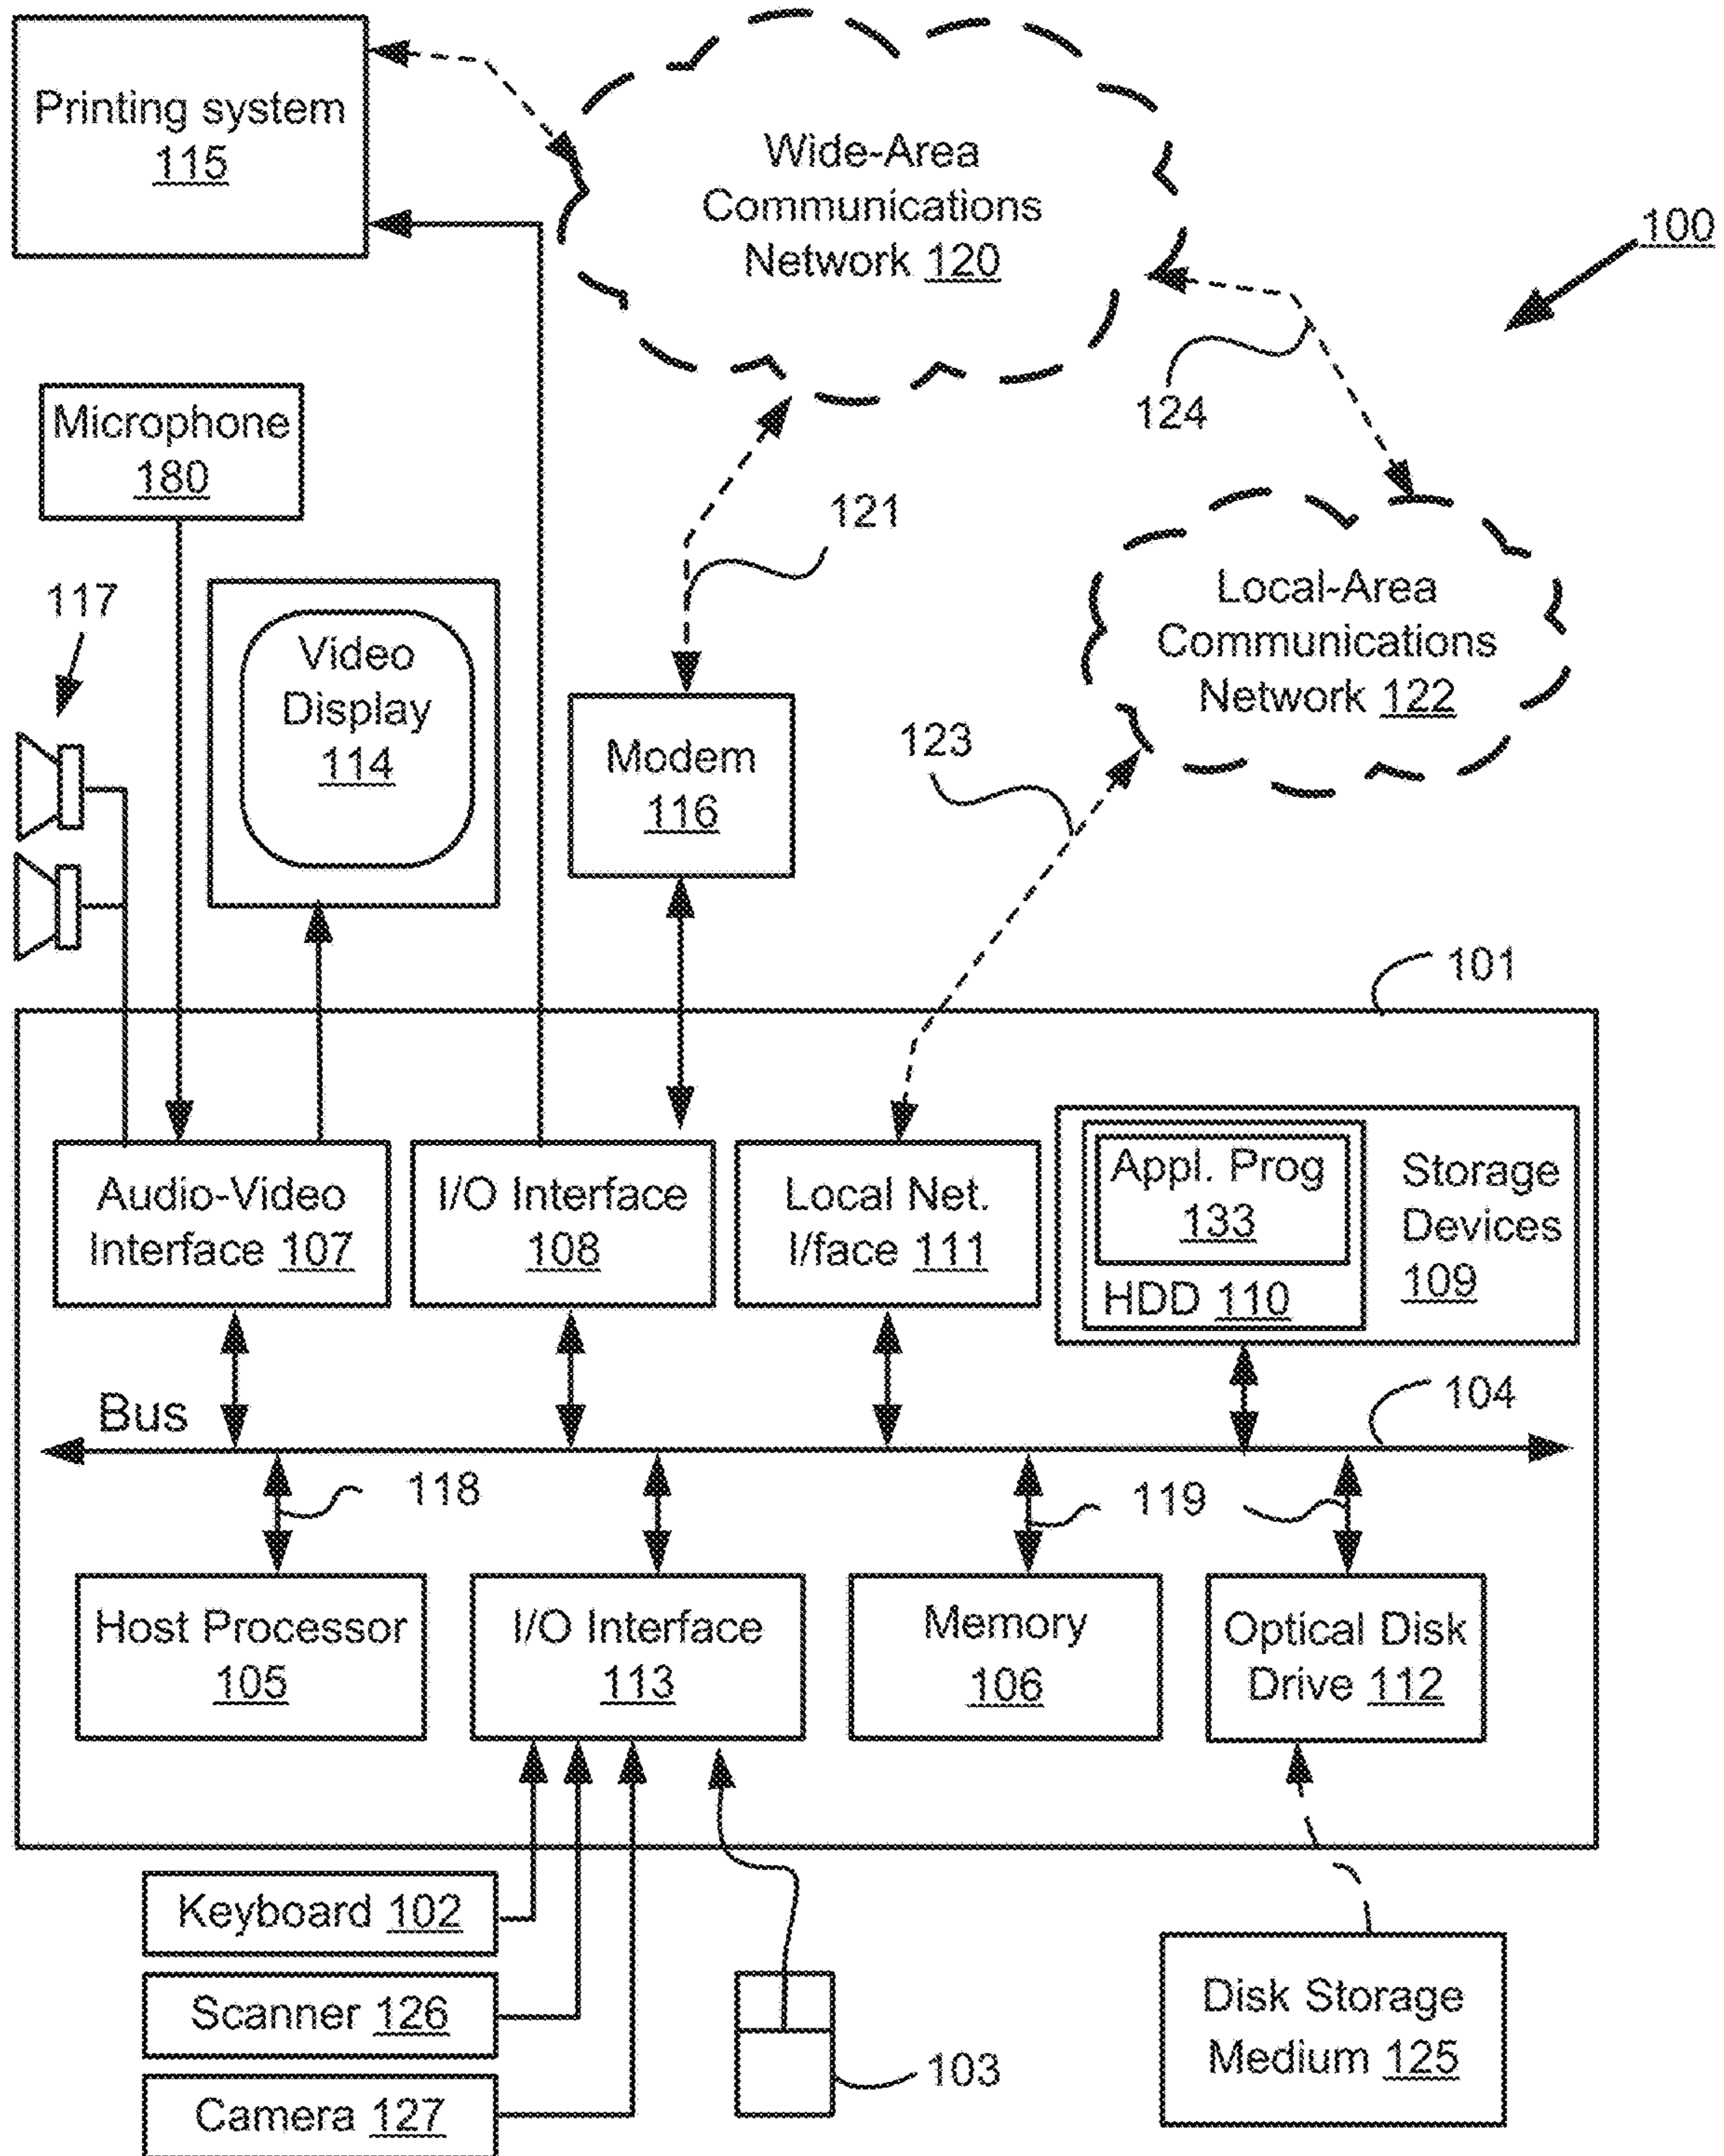 Printing system
115
Wide-Area
Communications
Network 120
100
124
Microphone
180
121
117
Video
Display
114
Local-Area
Communications
Network 122
Modem
116
123
101
Audio-Video
Interface 107
I/O Interface
108
Local Net.
I/face 111
Appl. Prog
133
HDD 110
Storage
Devices
109
Bus
104
118
119
Host Processor
105
I/O Interface
113
Memory
106
Optical Disk
Drive 112
Keyboard 102
Scanner 126
Camera 127
103
Disk Storage
Medium 125